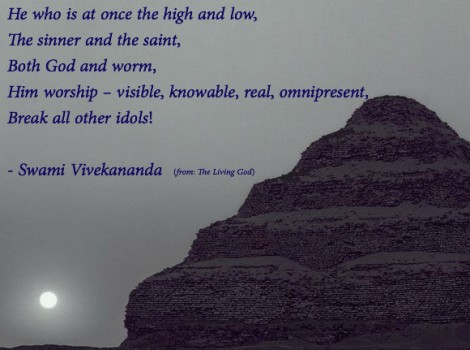 He who is at once the high and low,
The sinner and the saint,
Both God and worm,
Him worship – visible, knowable, real, omnipresent,
Break all other idols!
- Swami Vivekananda (from: The Living God)